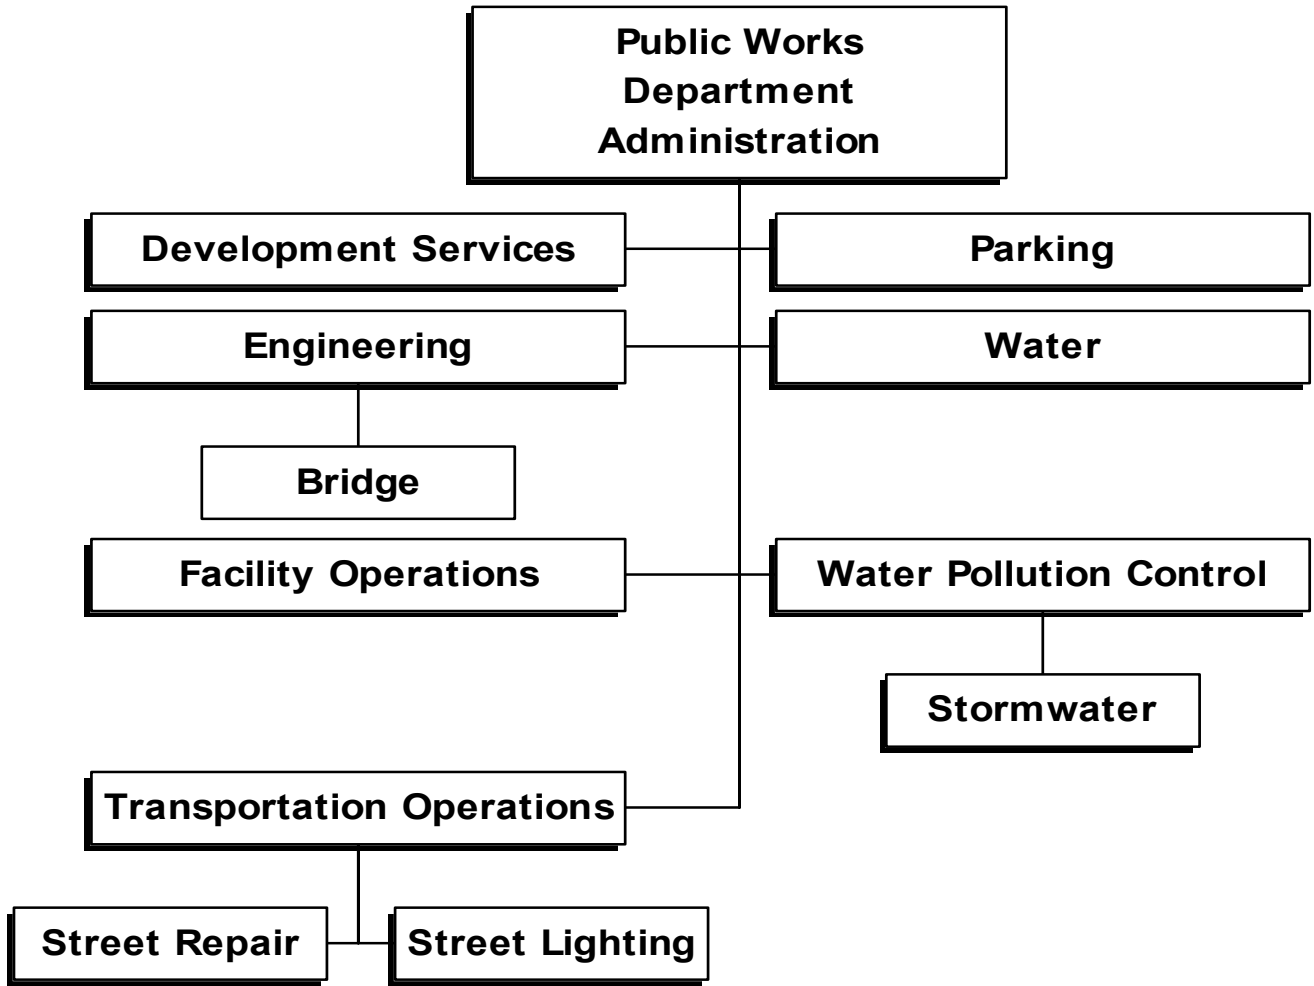 Public Works
Department
Administration
Development Services
Parking
Engineering
Water
Bridge
Facility Operations
Water Pollution Control
Stormwater
Transportation Operations
Street Repair
Street Lighting